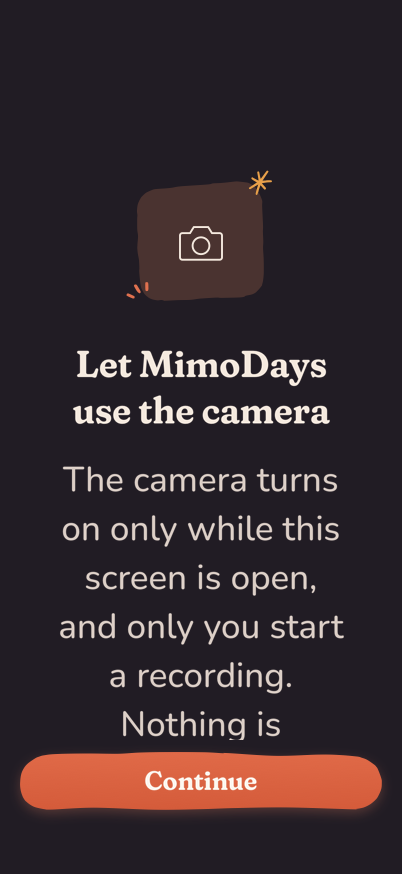 Let MimoDays
use the camera
The camera turns
on only while this
screen is open,
and only you start
a recording.
Nothing is
Continue